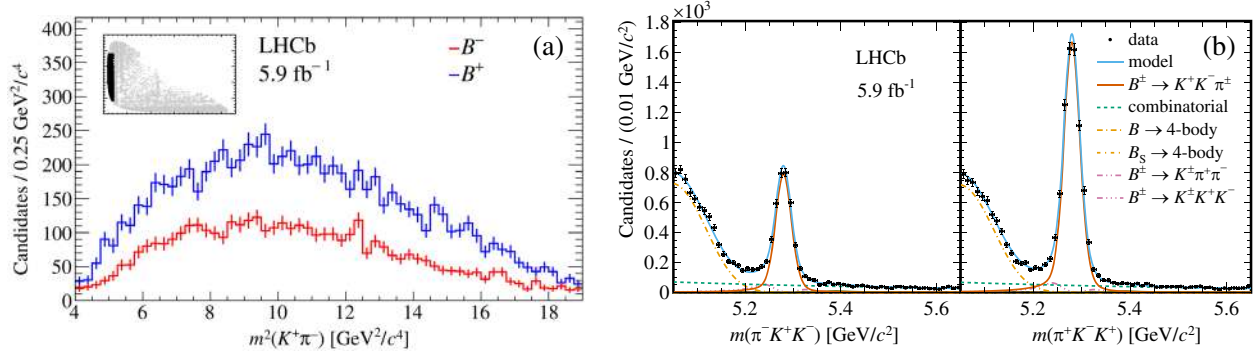 (a)
LHCb
5.9 fb⁻¹
B⁻
B⁺
Candidates / 0.25 GeV²/c⁴
400
350
300
250
200
150
100
50
0
4 6 8 10 12 14 16 18
m²(K⁺π⁻) [GeV²/c⁴]
(b)
×10³
Candidates / (0.01 GeV/c²)
1.8
1.6
1.4
1.2
1.0
0.8
0.6
0.4
0.2
0
LHCb
5.9 fb⁻¹
data
model
B± → K⁺K⁻π±
combinatorial
B → 4-body
B_S → 4-body
B± → K±π⁺π⁻
B± → K±K⁺K⁻
5.2 5.4 5.6 5.2 5.4 5.6
m(π⁻K⁺K⁻) [GeV/c²]
m(π⁺K⁻K⁺) [GeV/c²]